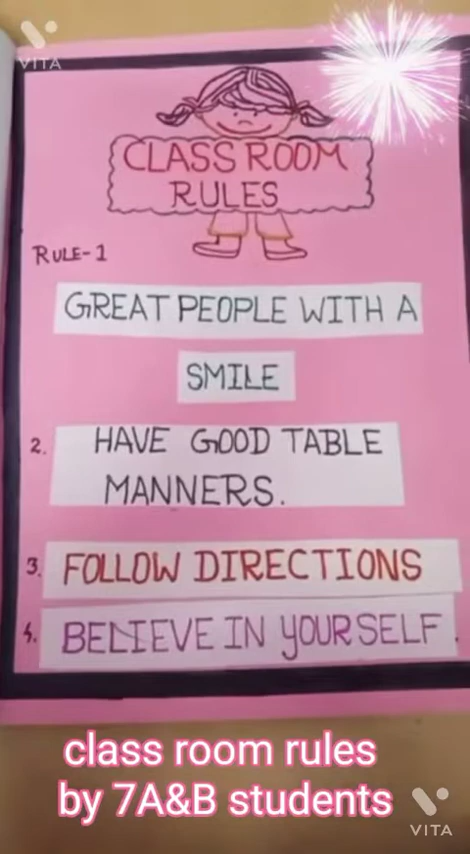 VITA
CLASS ROOM
RULES
RULE-1
GREAT PEOPLE WITH A
SMILE
2. HAVE GOOD TABLE
MANNERS.
3. FOLLOW DIRECTIONS
4. BELIEVE IN YOURSELF.
class room rules
by 7A&B students
VITA